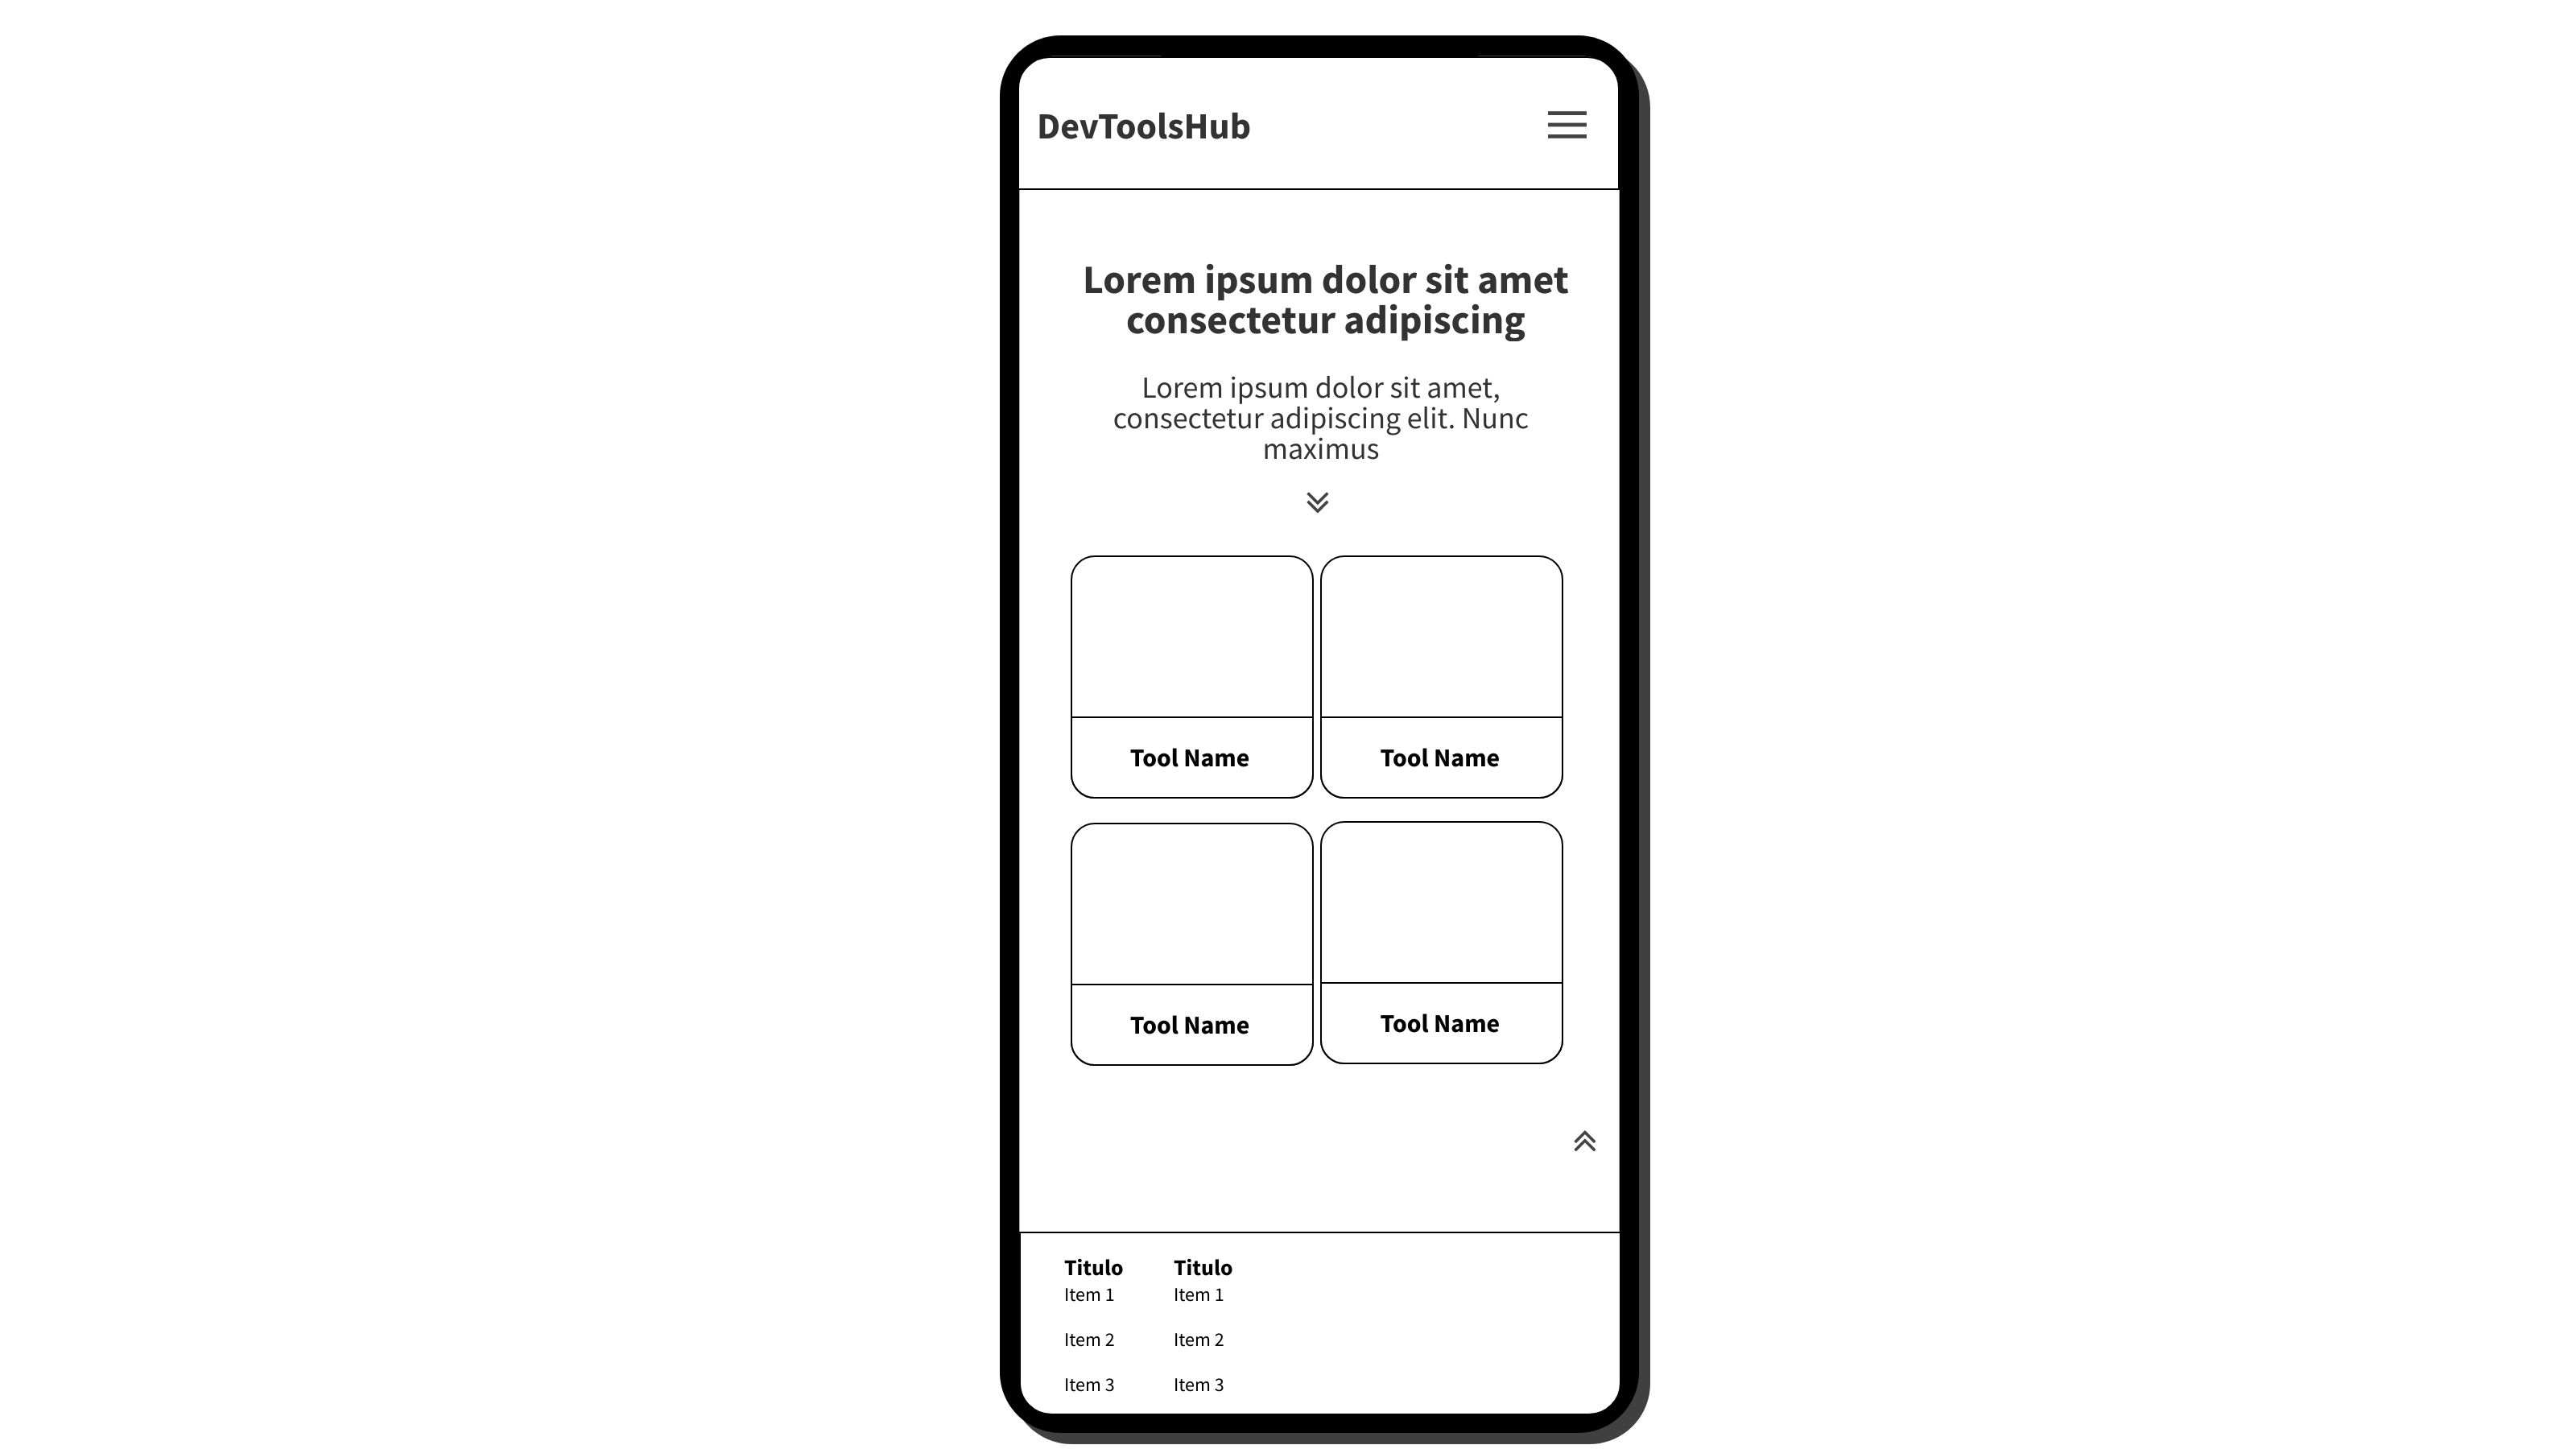 DevToolsHub
Lorem ipsum dolor sit amet
consectetur adipiscing
Lorem ipsum dolor sit amet,
consectetur adipiscing elit. Nunc
maximus
Tool Name
Tool Name
Tool Name
Tool Name
Titulo
Item 1
Item 2
Item 3
Titulo
Item 1
Item 2
Item 3